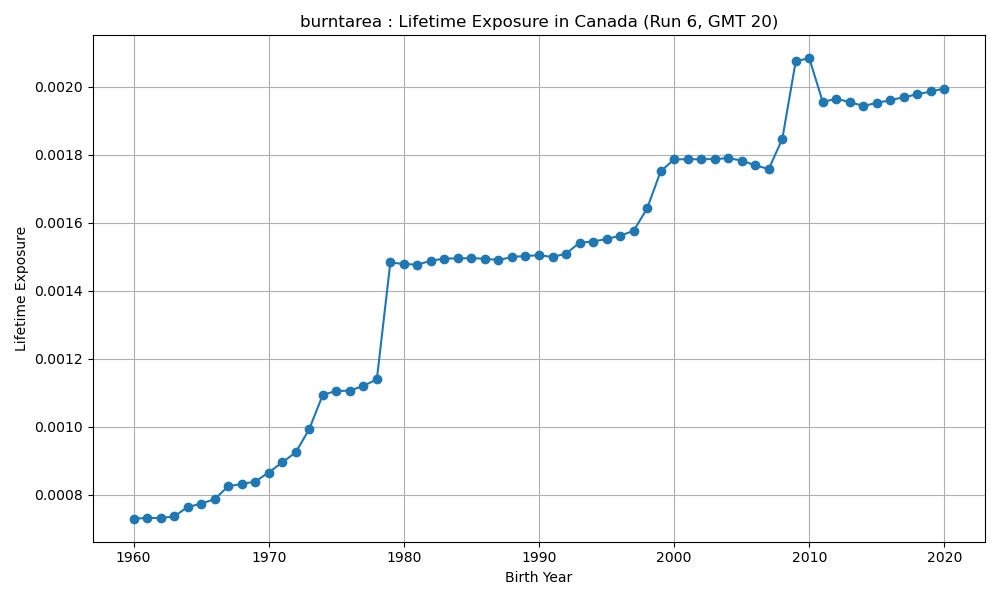 burntarea : Lifetime Exposure in Canada (Run 6, GMT 20)
Lifetime Exposure
0.0020
0.0018
0.0016
0.0014
0.0012
0.0010
0.0008
1960 1970 1980 1990 2000 2010 2020
Birth Year